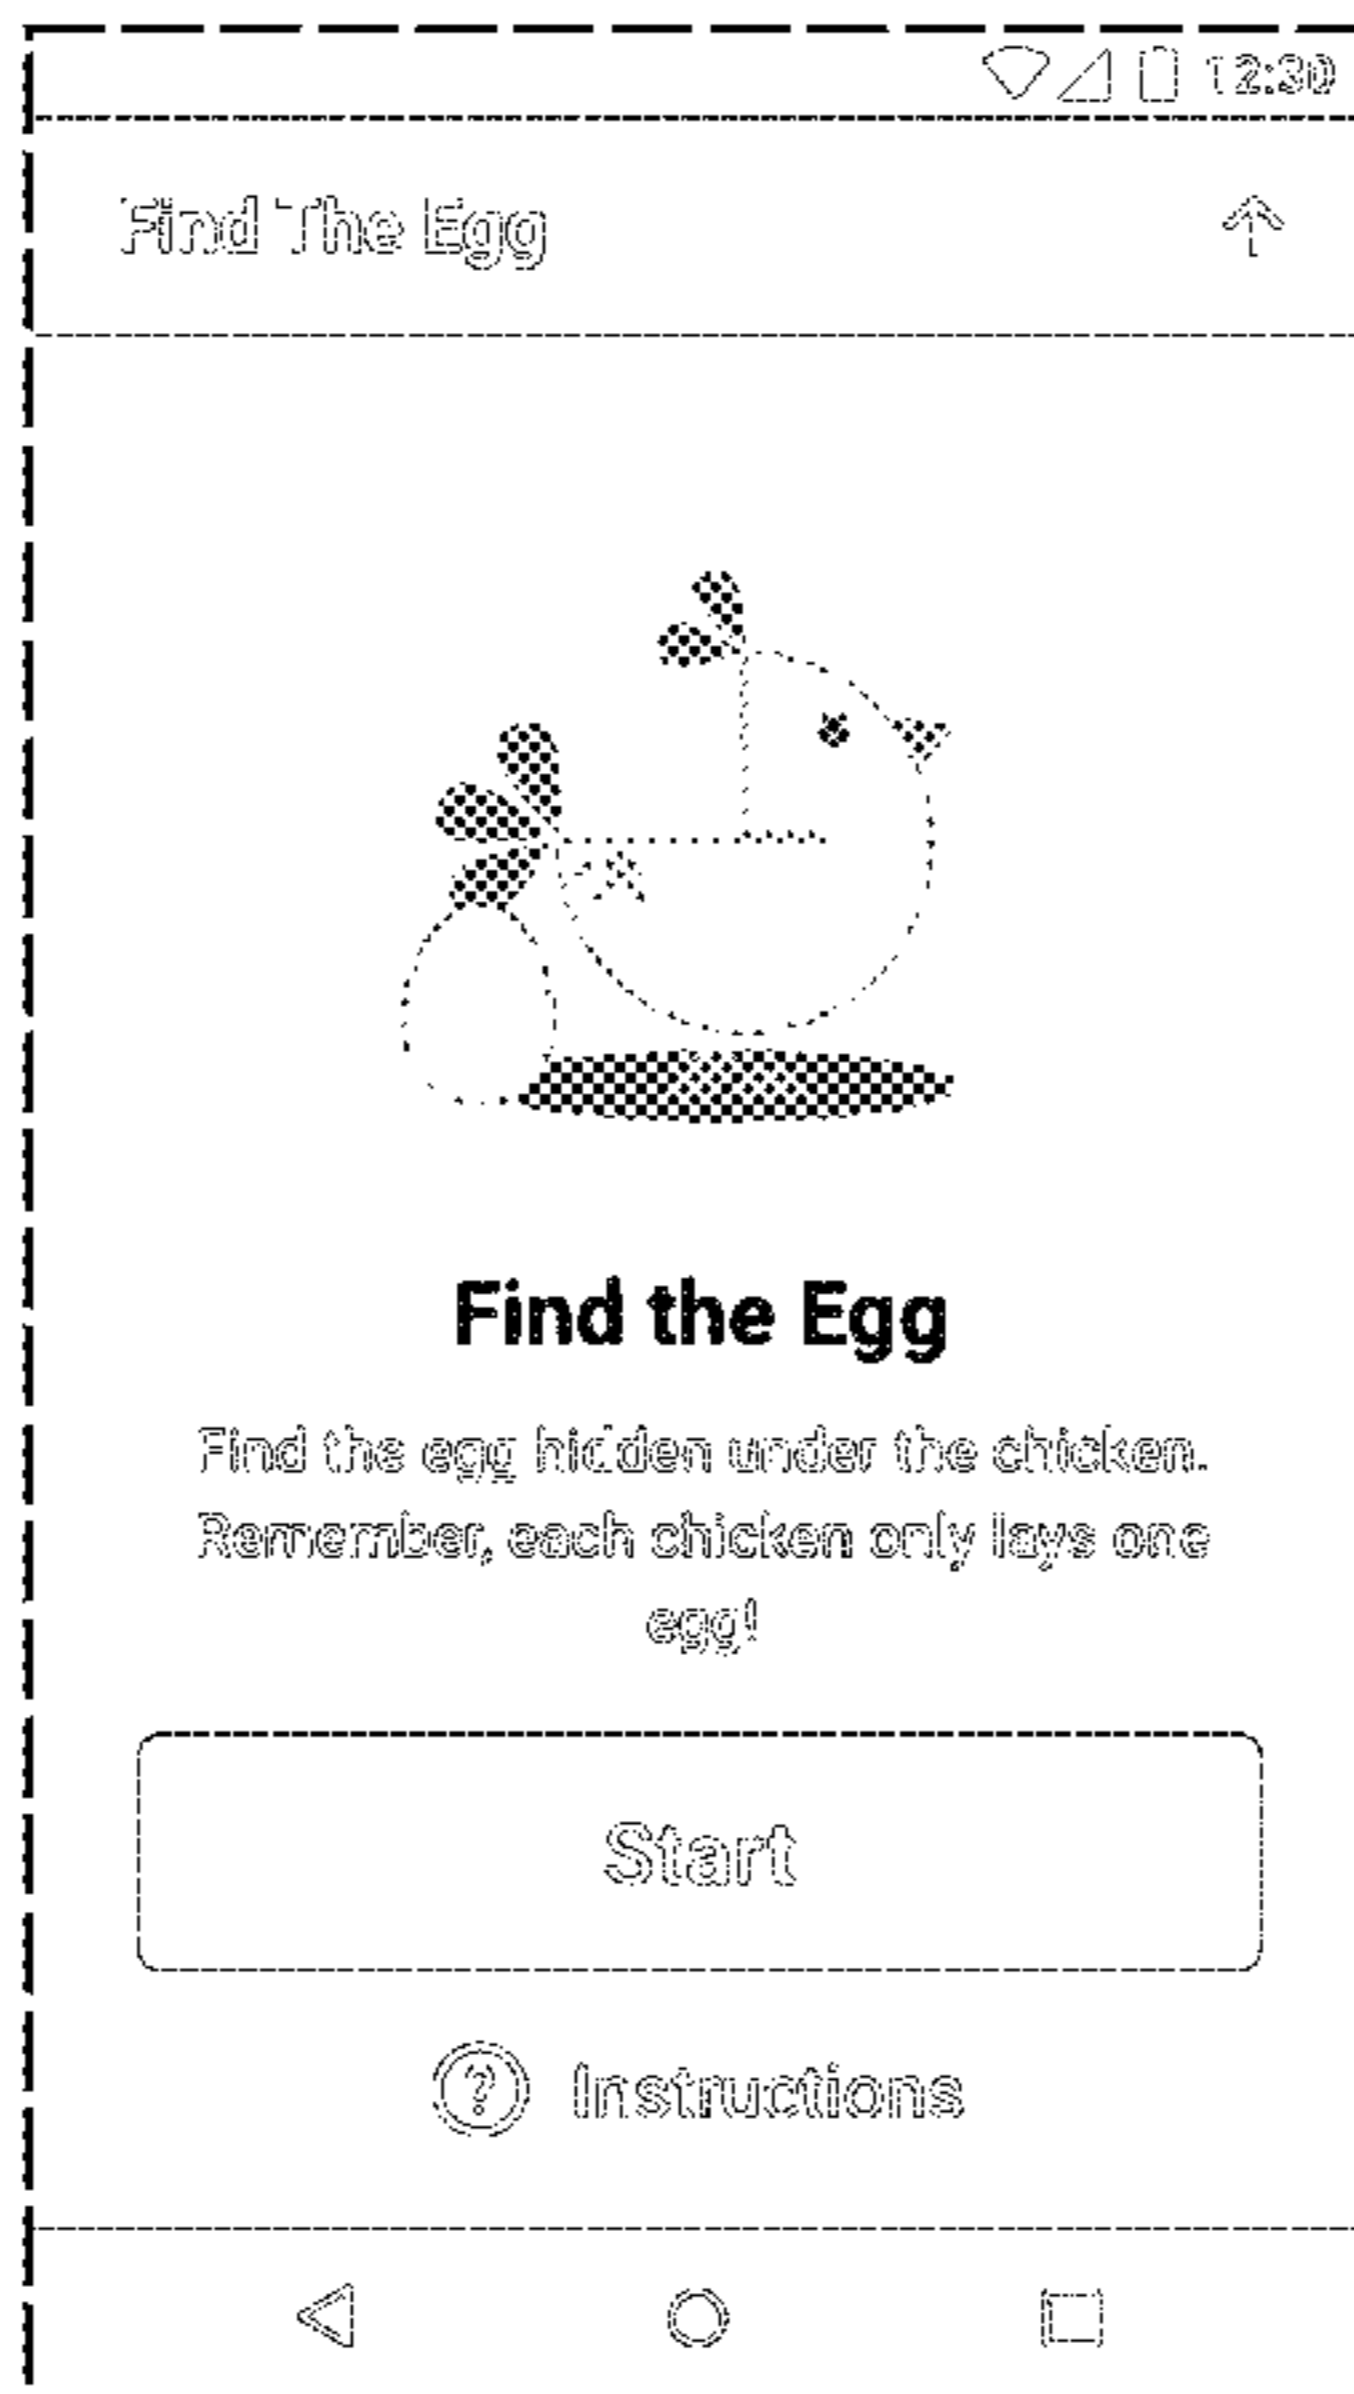 12:30
Find The Egg
Find the Egg
Find the egg hidden under the chicken.
Remember, each chicken only lays one
egg!
Start
? Instructions